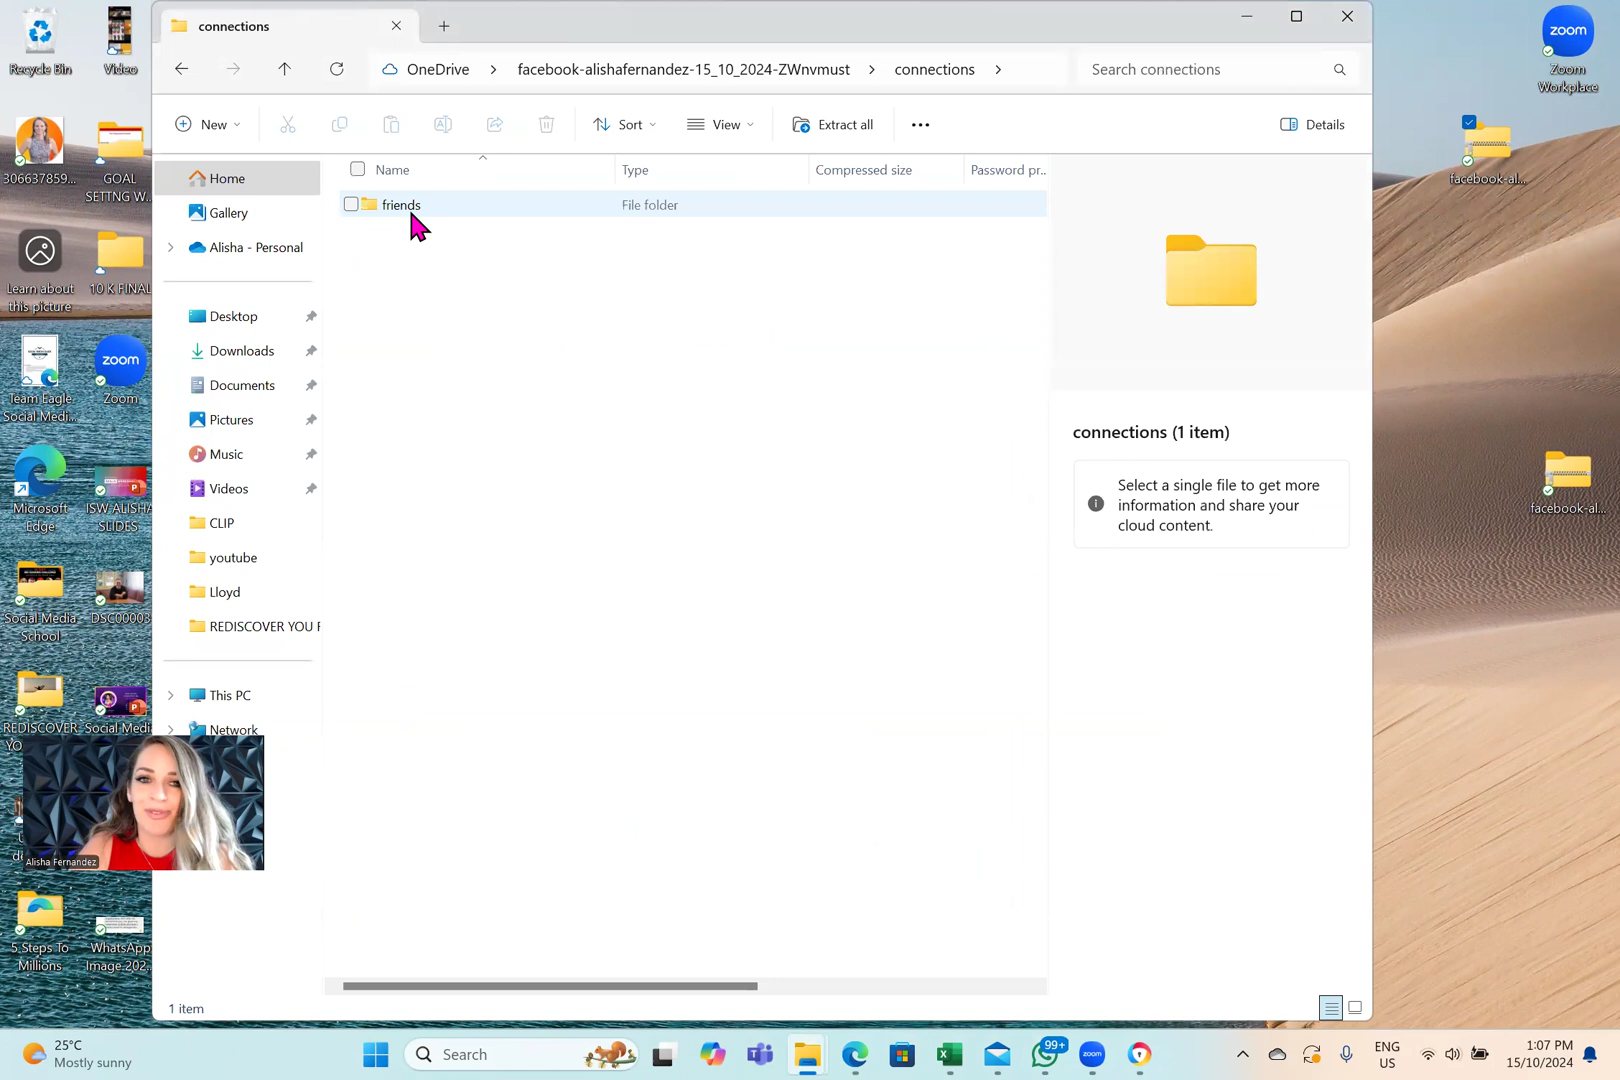 Recycle Bin
Video
306637859...
GOAL
SETTNG W...
Learn about
this picture
10 K FINAL
Team Eagle
Social Medi...
zoom
Zoom
Microsoft
Edge
ISW ALISHA
SLIDES
Social Media
School
DSC00003
REDISCOVER
YO
Social Medi
5 Steps To
Millions
WhatsApp
Image 202...
Alisha Fernandez
connections
OneDrive
facebook-alishafernandez-15_10_2024-ZWnvmust
connections
Search connections
New
Sort
View
Extract all
Details
Home
Gallery
Alisha - Personal
Desktop
Downloads
Documents
Pictures
Music
Videos
CLIP
youtube
Lloyd
REDISCOVER YOU F
This PC
Network
Name
Type
Compressed size
Password pr...
friends
File folder
connections (1 item)
Select a single file to get more
information and share your
cloud content.
1 item
zoom
Zoom
Workplace
facebook-al...
facebook-al...
25°C
Mostly sunny
Search
99+
zoom
ENG
US
1:07 PM
15/10/2024